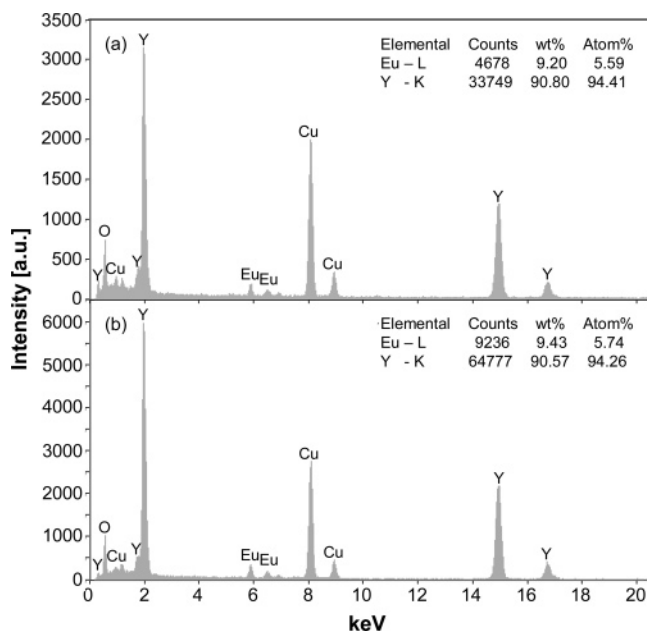 3500
(a)
Y
Elemental Counts wt% Atom%
Eu – L 4678 9.20 5.59
Y - K 33749 90.80 94.41
3000
2500
Cu
2000
1500
Y
1000
O
500
Y Cu Y Eu Eu Cu Y
0
Intensity [a.u.]
(b)
Y
Elemental Counts wt% Atom%
Eu – L 9236 9.43 5.74
Y - K 64777 90.57 94.26
6000
5000
4000
Cu
3000
Y
2000
O
1000
Y Cu Y Eu Eu Cu Y
0
0 2 4 6 8 10 12 14 16 18 20
keV